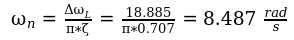 ωₙ = Δω_L / π*ζ = 18.885 / π*0.707 = 8.487 rad / s